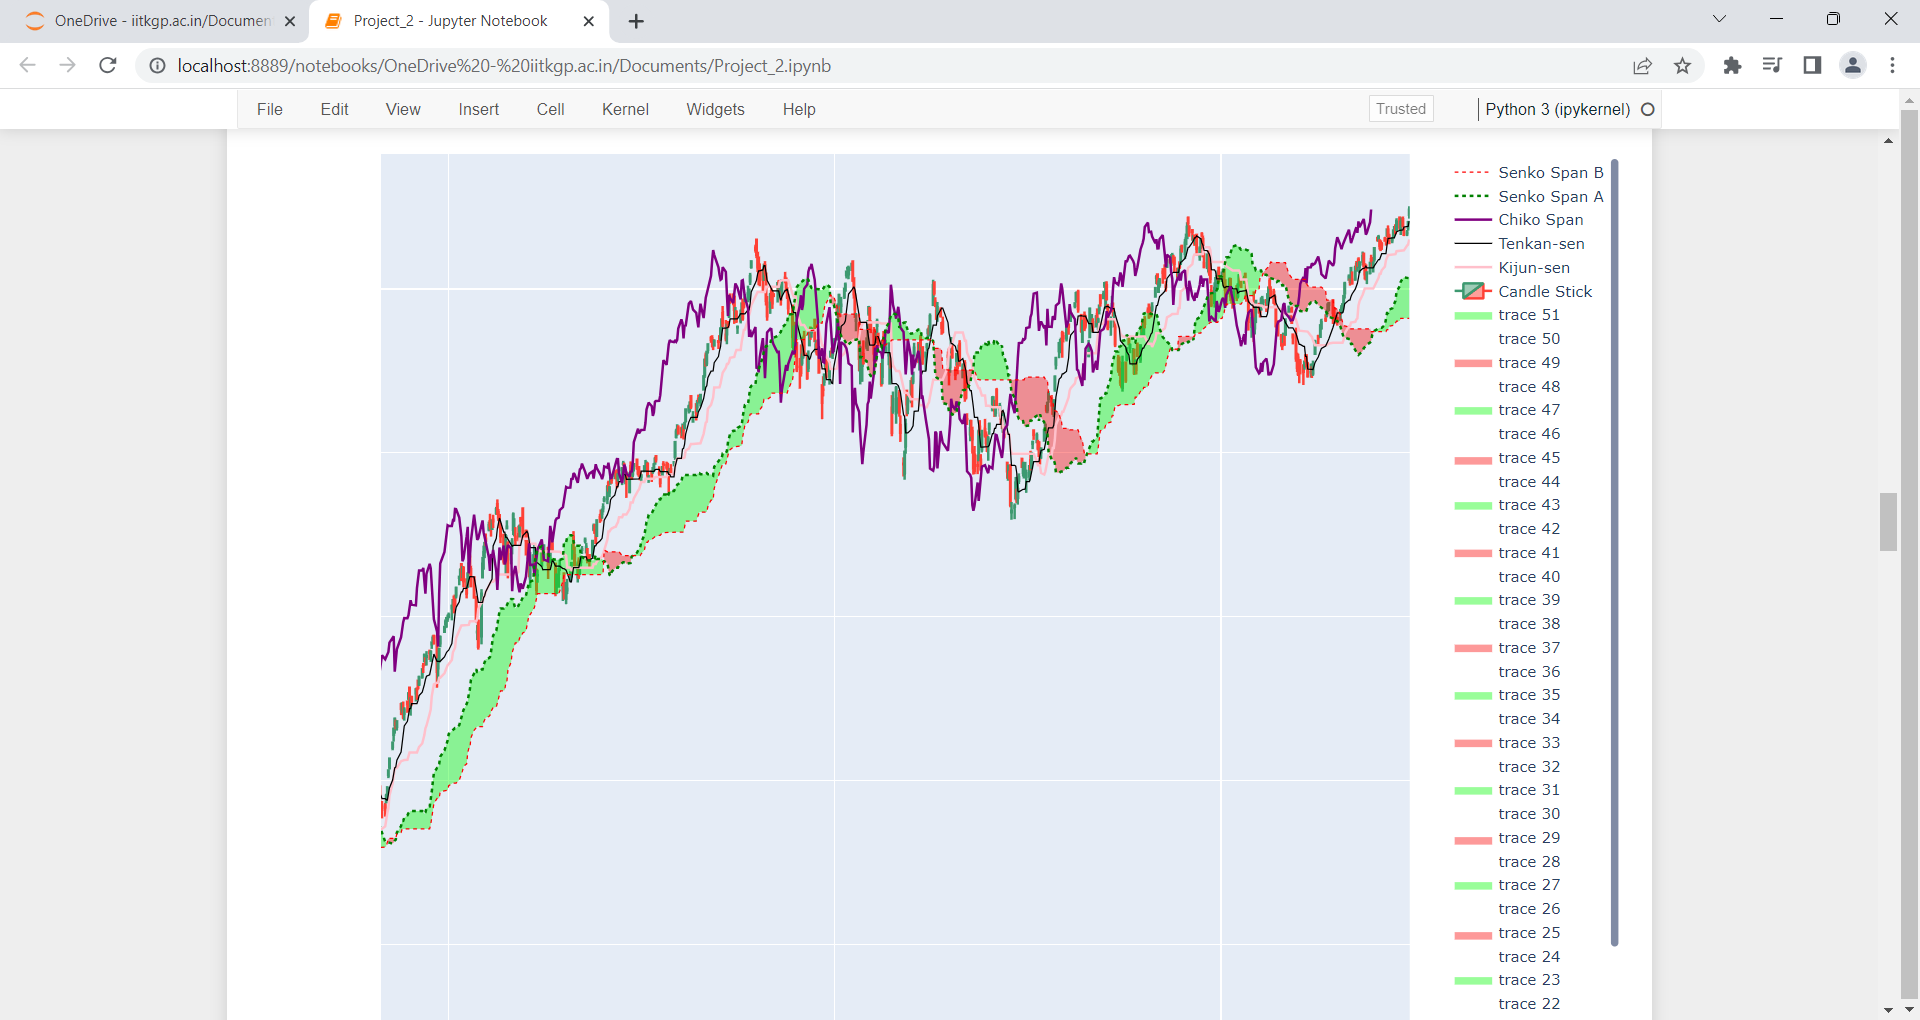 OneDrive - iitkgp.ac.in/Documen
Project_2 - Jupyter Notebook
localhost:8889/notebooks/OneDrive%20-%20iitkgp.ac.in/Documents/Project_2.ipynb
File Edit View Insert Cell Kernel Widgets Help Trusted Python 3 (ipykernel)
Senko Span B
Senko Span A
Chiko Span
Tenkan-sen
Kijun-sen
Candle Stick
trace 51
trace 50
trace 49
trace 48
trace 47
trace 46
trace 45
trace 44
trace 43
trace 42
trace 41
trace 40
trace 39
trace 38
trace 37
trace 36
trace 35
trace 34
trace 33
trace 32
trace 31
trace 30
trace 29
trace 28
trace 27
trace 26
trace 25
trace 24
trace 23
trace 22